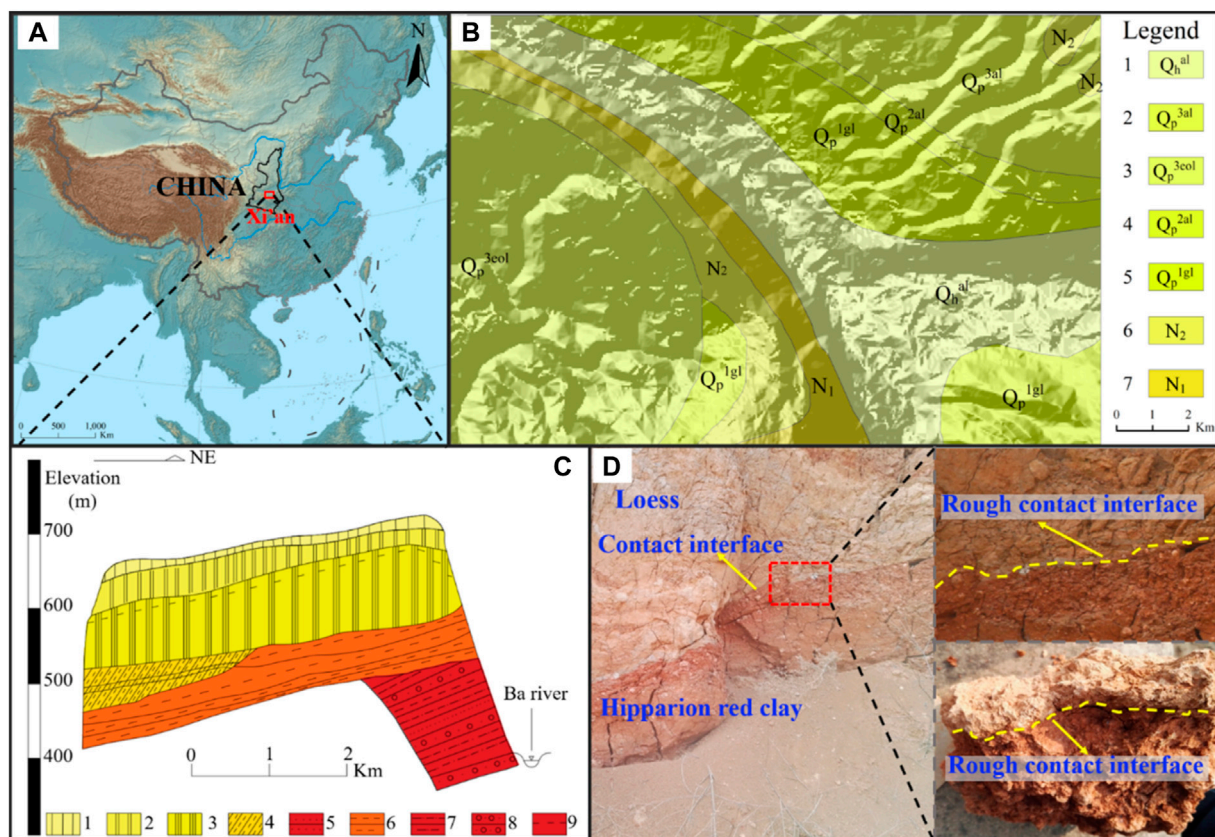 A
N
CHINA
Xi'an
0 500 1,000
Km
B
N2
Qp3al
N2
Qp2al
Qp1gl
Qp3eol
N2
Qhal
Qp1gl
N1
Qp1gl
Legend
1 Qhal
2 Qp3al
3 Qp3eol
4 Qp2al
5 Qp1gl
6 N2
7 N1
0 1 2
Km
C
NE
Elevation
(m)
700
600
500
400
Ba river
0 1 2
Km
1 2 3 4 5 6 7 8 9
D
Loess
Contact interface
Hipparion red clay
Rough contact interface
Rough contact interface